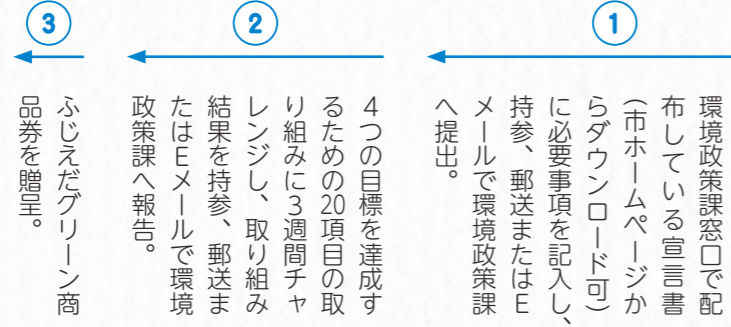 ①
環境政策課窓口で配
布している宣言書
（市ホームページか
らダウンロード可）
に必要事項を記入し、
持参、郵送またはE
メールで環境政策課
へ提出。
②
4つの目標を達成す
るための20項目の取
り組みに3週間チャ
レンジし、取り組み
結果を持参、郵送ま
たはEメールで環境
政策課へ報告。
③
ふじえだグリーン商
品券を贈呈。